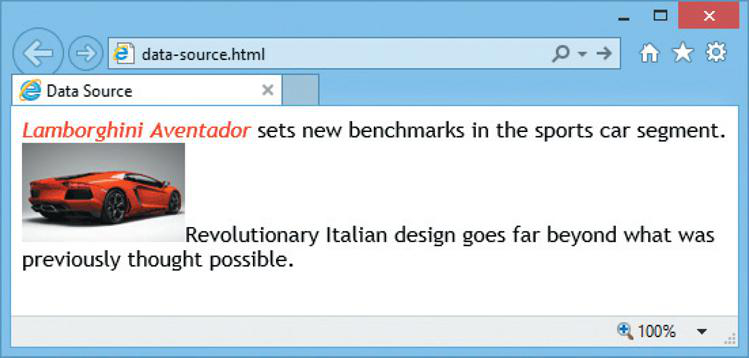 data-source.html
Data Source
Lamborghini Aventador sets new benchmarks in the sports car segment.
Revolutionary Italian design goes far beyond what was
previously thought possible.
100%